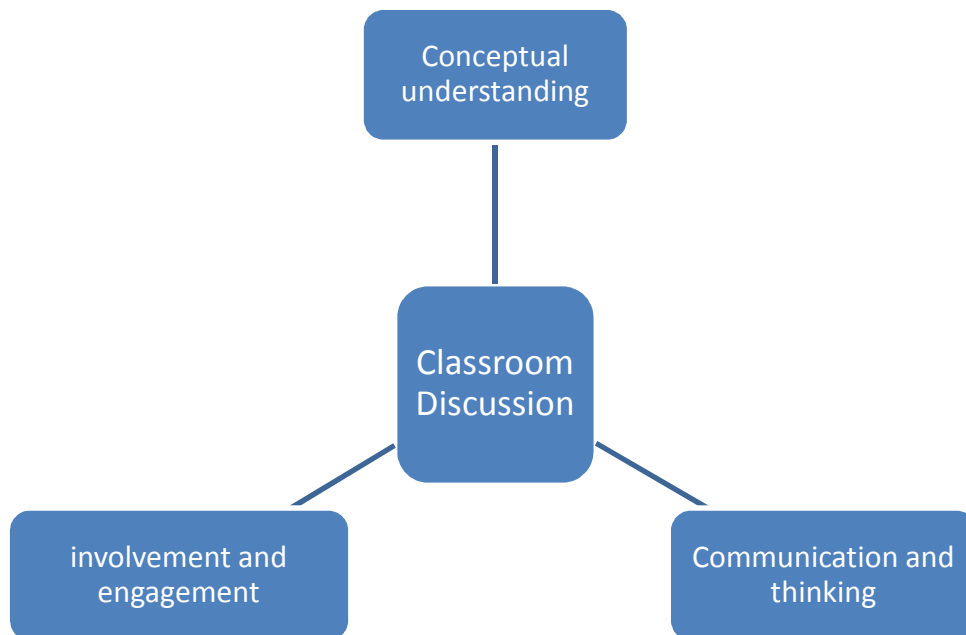 Conceptual
understanding
Classroom
Discussion
involvement and
engagement
Communication and
thinking